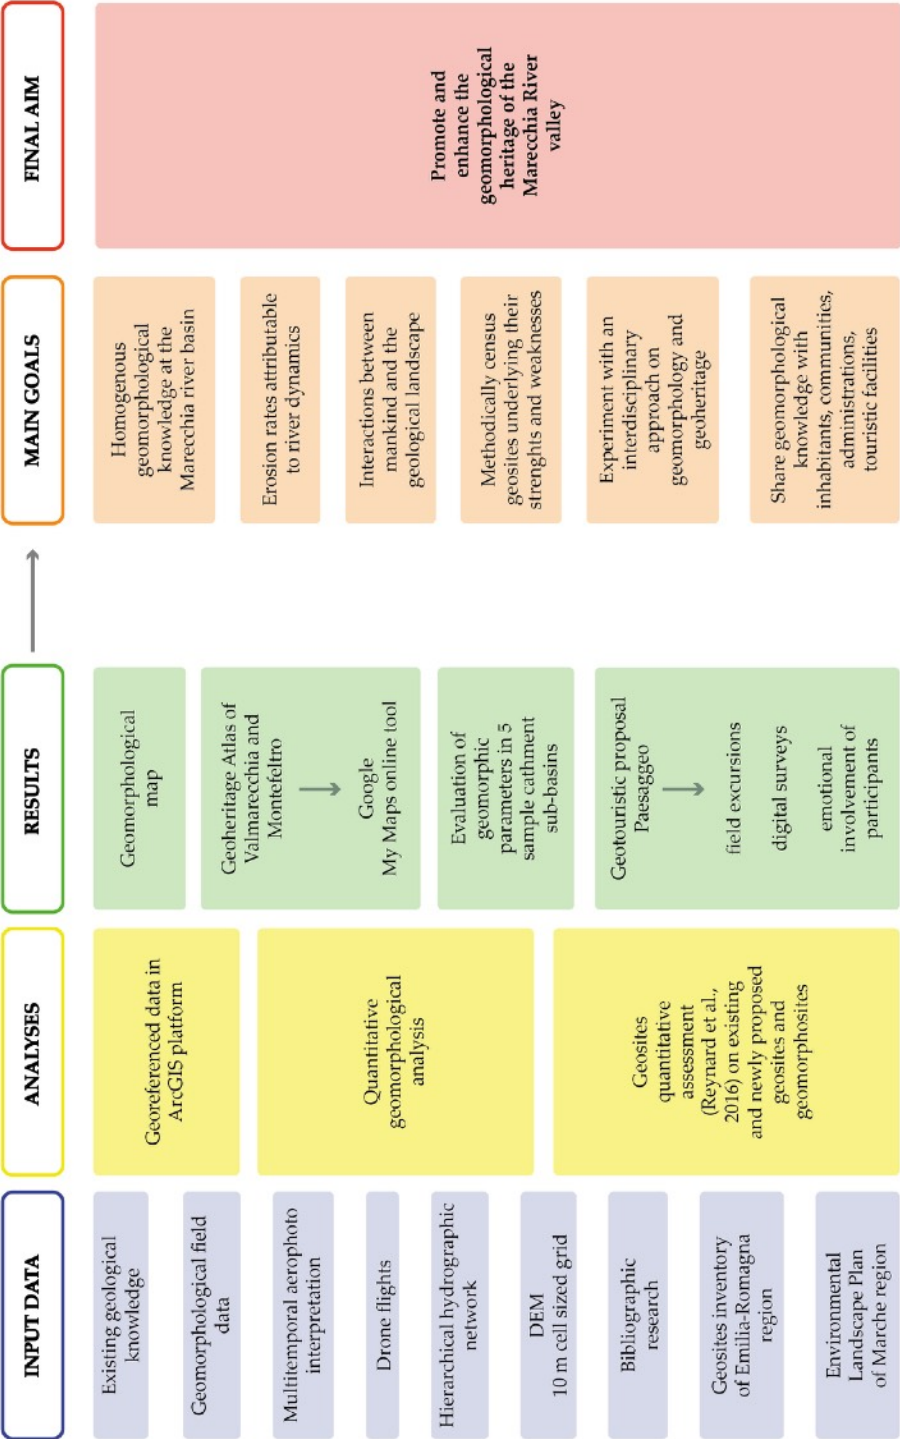 INPUT DATA
Existing geological
knowledge
Geomorphological field
data
Multitemporal aerophoto
interpretation
Drone flights
Hierarchical hydrographic
network
DEM
10 m cell sized grid
Bibliographic
research
Geosites inventory
of Emilia-Romagna
region
Environmental
Landscape Plan
of Marche region
ANALYSES
Georeferenced data in
ArcGIS platform
Quantitative
geomorphological
analysis
Geosites
quantitative
assessment
(Reynard et al.,
2016) on existing
and newly proposed
geosites and
geomorphosites
RESULTS
Geomorphological
map
Geoheritage Atlas of
Valmarecchia and
Montefeltro
Google
My Maps online tool
Evaluation of
geomorphic
parameters in 5
sample cathment
sub-basins
Geotouristic proposal
Paesaggeo
field excursions
digital surveys
emotional
involvement of
participants
MAIN GOALS
Homogenous
geomorphological
knowledge at the
Marecchia river basin
Erosion rates attributable
to river dynamics
Interactions between
mankind and the
geological landscape
Methodically census
geosites underlying their
strenghts and weaknesses
Experiment with an
interdisciplinary
approach on
geomorphology and
geoheritage
Share geomorphological
knowledge with
inhabitants, communities,
administrations,
touristic facilities
FINAL AIM
Promote and
enhance the
geomorphological
heritage of the
Marecchia River
valley